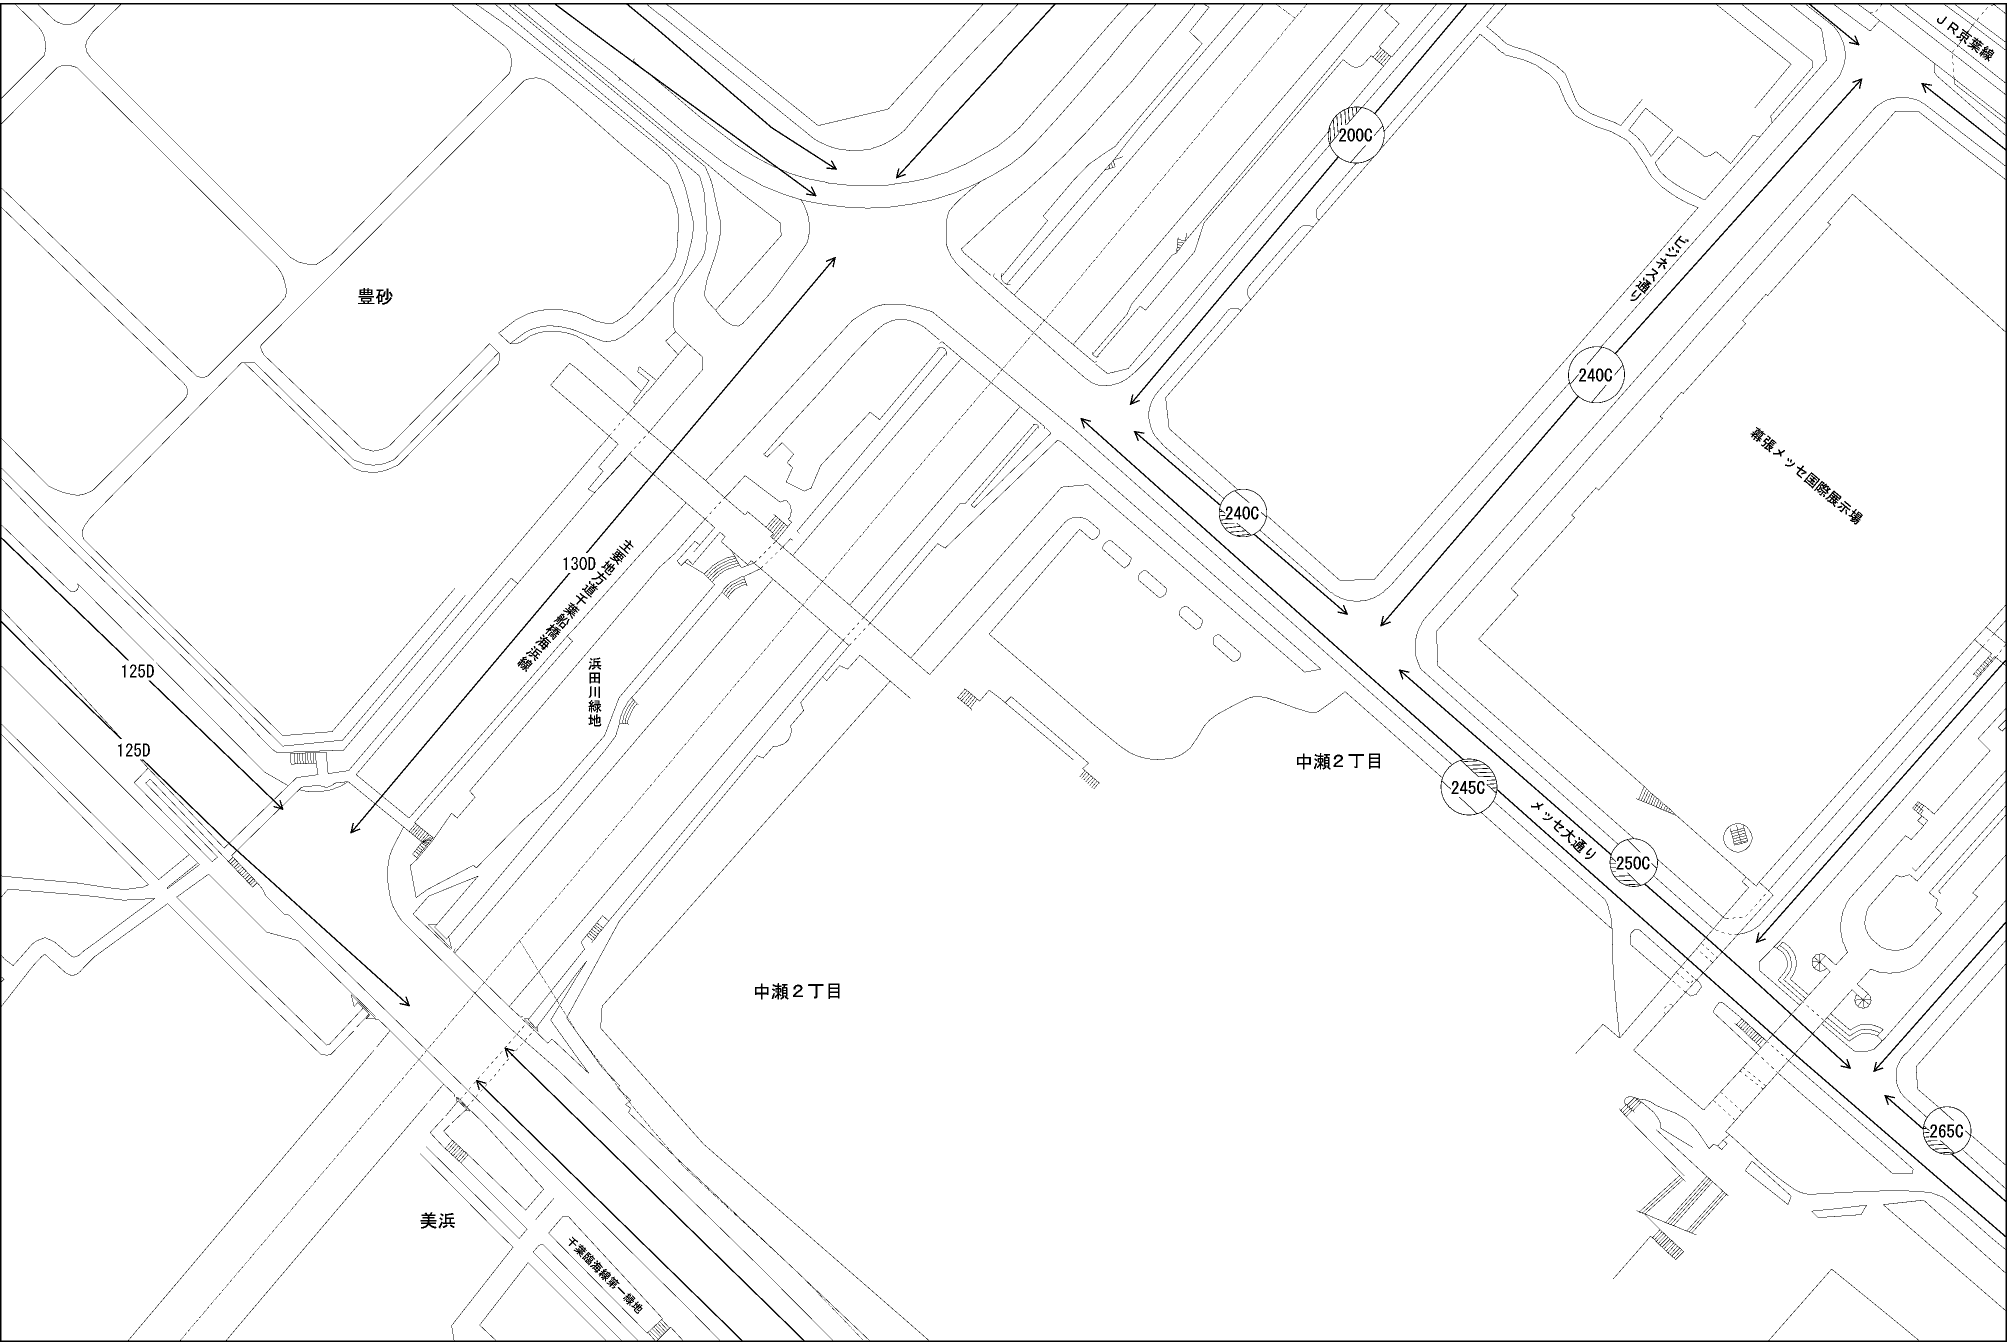 JR京葉線
200C
ビジネス通り
豊砂
240C
幕張メッセ国際展示場
240C
130D
主要地方道千葉船橋海浜線
浜田川緑地
125D
125D
中瀬2丁目
245C
メッセ大通り
250C
中瀬2丁目
265C
美浜
千葉臨海線第一緑地